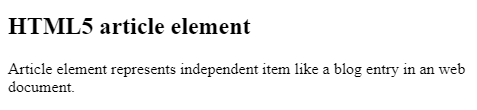 HTML5 article element
Article element represents independent item like a blog entry in an web
document.